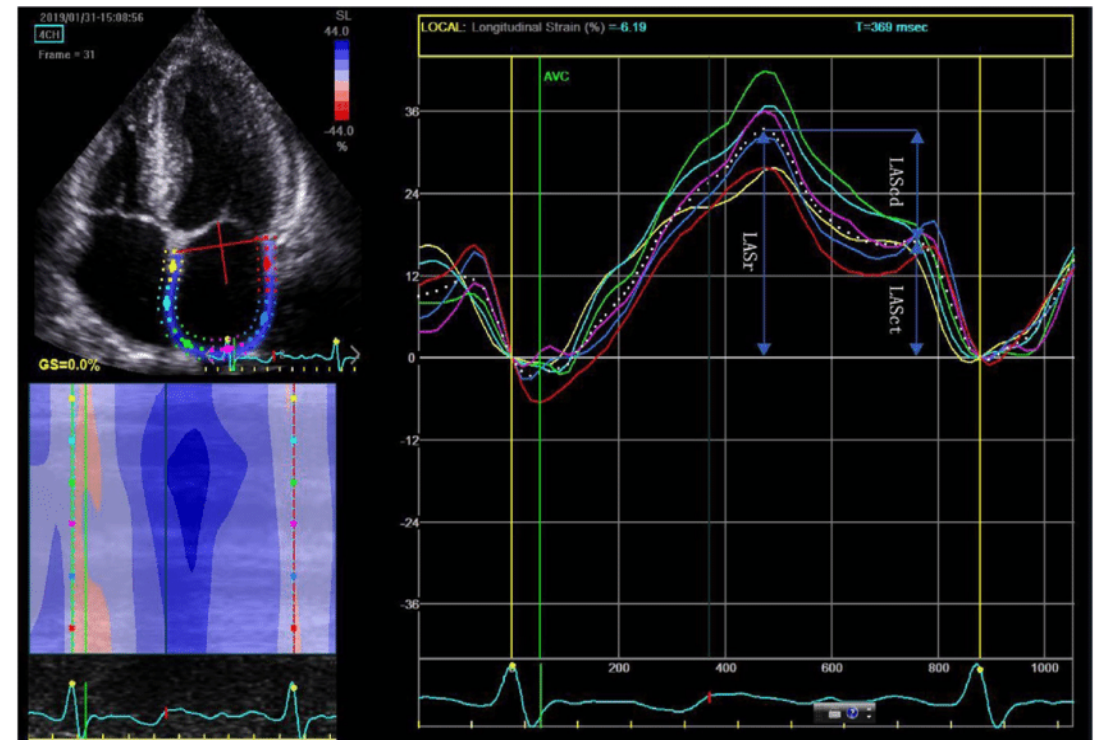 2019/01/31-15:08:56
4CH
Frame = 31
SL
44.0
-44.0
%
GS=0.0%
LOCAL: Longitudinal Strain (%) =-6.19
T=369 msec
AVC
36
24
12
0
-12
-24
-36
LASr
LAScd
LASct
200
400
600
800
1000